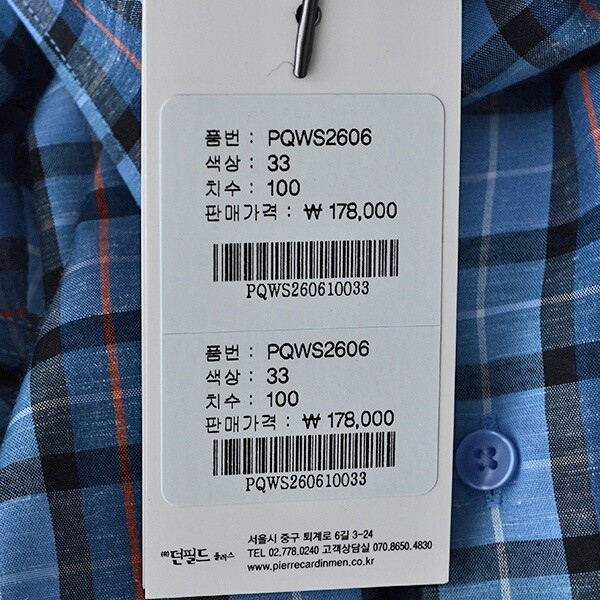 품번 : PQWS2606
색상 : 33
치수 : 100
판매가격 : ₩ 178,000
PQWS260610033
품번 : PQWS2606
색상 : 33
치수 : 100
판매가격 : ₩ 178,000
PQWS260610033
(주)던필드 플러스
서울시 중구 퇴계로 6길 3-24
TEL 02.778.0240 고객상담실 070.8650.4830
www.pierrecardinmen.co.kr